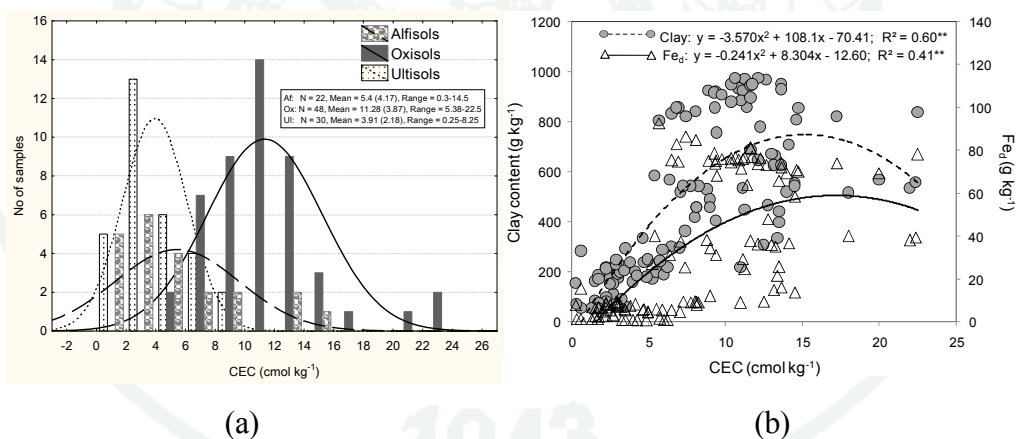 16
14
12
10
8
6
4
2
0
No of samples
Alfisols
Oxisols
Ultisols
Af: N = 22, Mean = 5.4 (4.17), Range = 0.3-14.5
Ox: N = 48, Mean = 11.28 (3.87), Range = 5.38-22.5
Ul: N = 30, Mean = 3.91 (2.18), Range = 0.25-8.25
-2 0 2 4 6 8 10 12 14 16 18 20 22 24 26
CEC (cmol kg⁻¹)
(a)
1200
1000
800
600
400
200
0
Clay content (g kg⁻¹)
Clay: y = -3.570x² + 108.1x - 70.41; R² = 0.60**
Fed: y = -0.241x² + 8.304x - 12.60; R² = 0.41**
140
120
100
80
60
40
20
0
Fed (g kg⁻¹)
0 5 10 15 20 25
CEC (cmol kg⁻¹)
(b)
1943